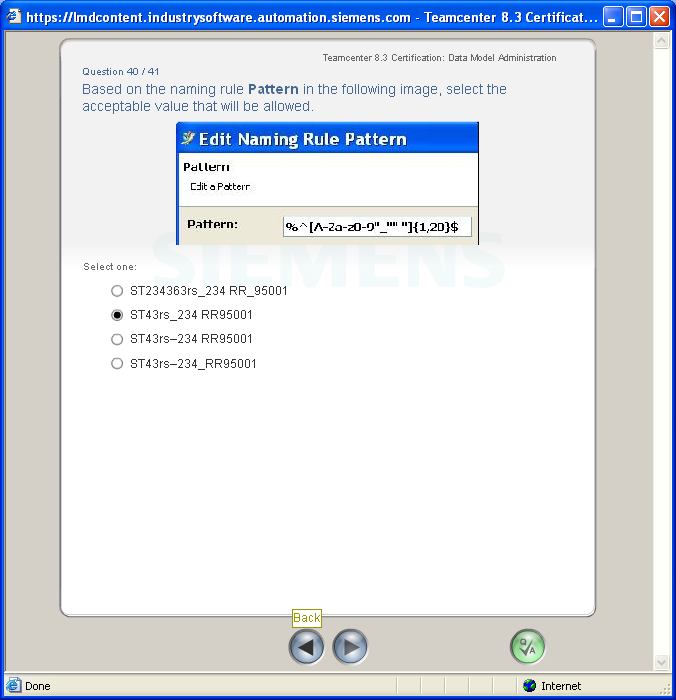 https://lmdcontent.industrysoftware.automation.siemens.com - Teamcenter 8.3 Certificat...
Teamcenter 8.3 Certification: Data Model Administration
Question 40 / 41
Based on the naming rule Pattern in the following image, select the
acceptable value that will be allowed.
Edit Naming Rule Pattern
Pattern
Edit a Pattern
Pattern: %^[A-Za-z0-9"_"" "]{1,20}$
SIEMENS
Select one:
ST234363rs_234 RR_95001
ST43rs_234 RR95001
ST43rs–234 RR95001
ST43rs–234_RR95001
Back
Q/A
Done
Internet